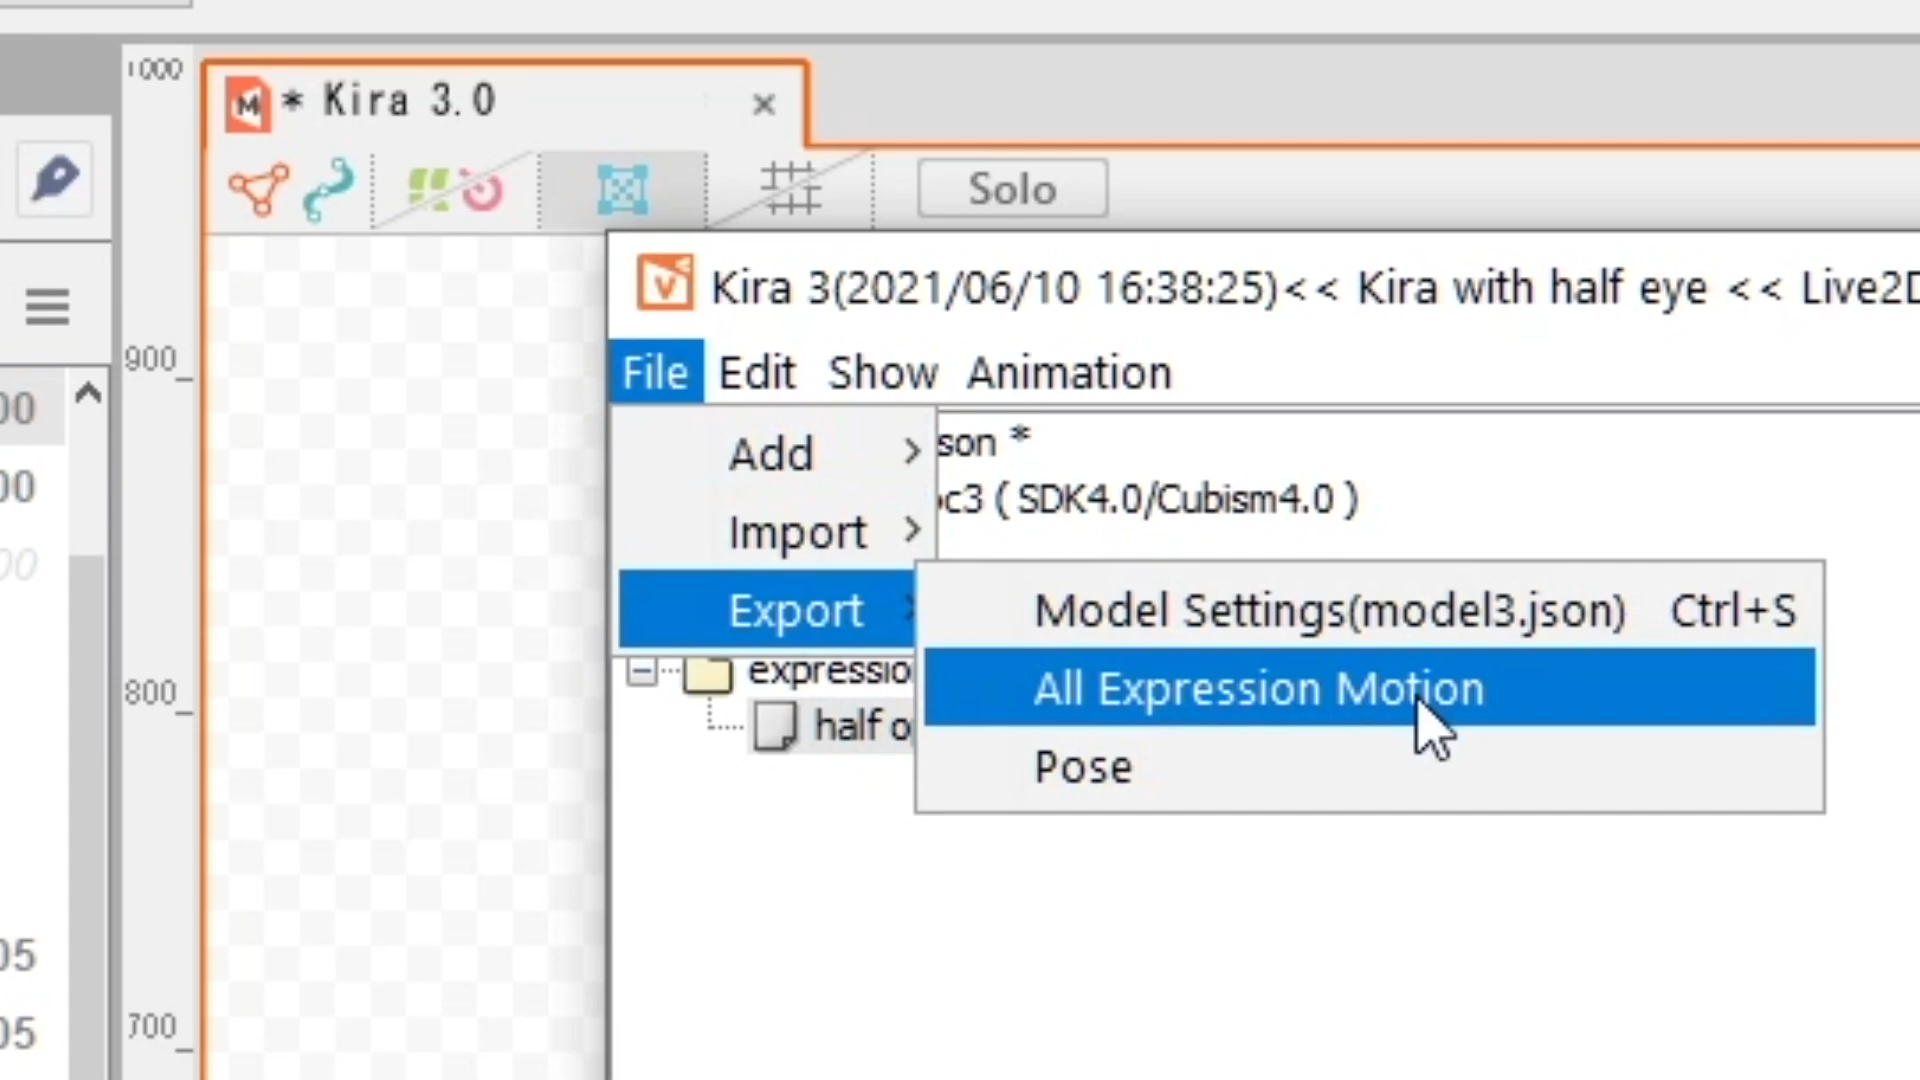 1000
* Kira 3.0
Solo
Kira 3(2021/06/10 16:38:25)<< Kira with half eye << Live2D
File Edit Show Animation
900
00
Add
son *
c3 ( SDK4.0/Cubism4.0 )
00
Import
00
Export
Model Settings(model3.json) Ctrl+S
expressio
All Expression Motion
800
half o
Pose
05
700
05